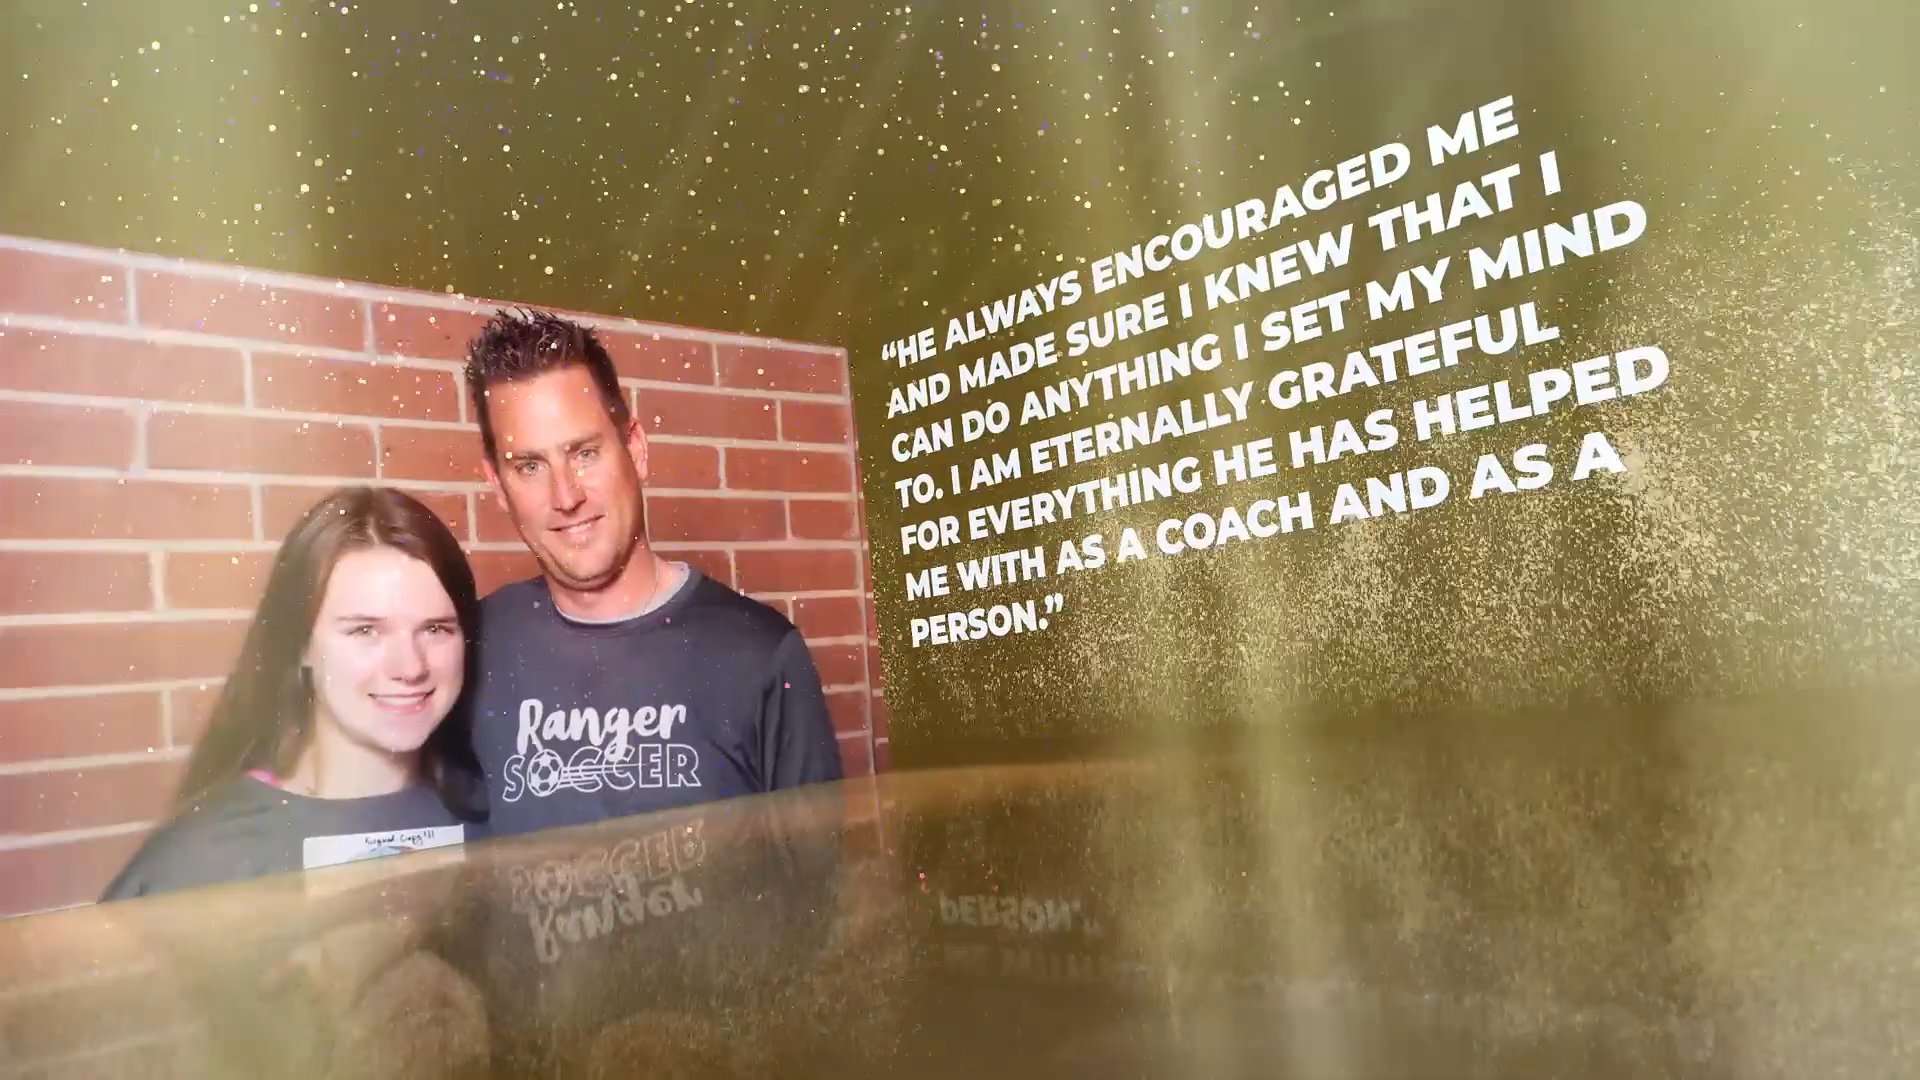 “HE ALWAYS ENCOURAGED ME
AND MADE SURE I KNEW THAT I
CAN DO ANYTHING I SET MY MIND
TO. I AM ETERNALLY GRATEFUL
FOR EVERYTHING HE HAS HELPED
ME WITH AS A COACH AND AS A
PERSON.”
Ranger
SOCCER